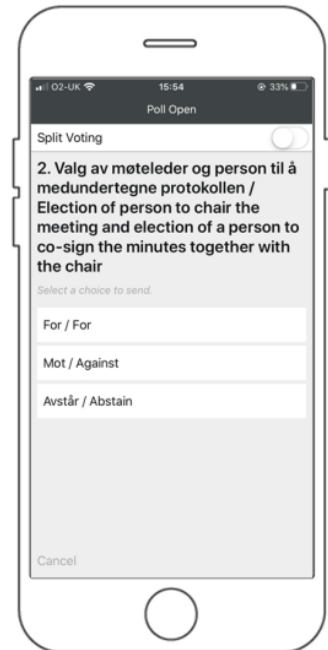 O2-UK 15:54 33%
Poll Open
Split Voting
2. Valg av møteleder og person til å
medundertegne protokollen /
Election of person to chair the
meeting and election of a person to
co-sign the minutes together with
the chair
Select a choice to send.
For / For
Mot / Against
Avstår / Abstain
Cancel